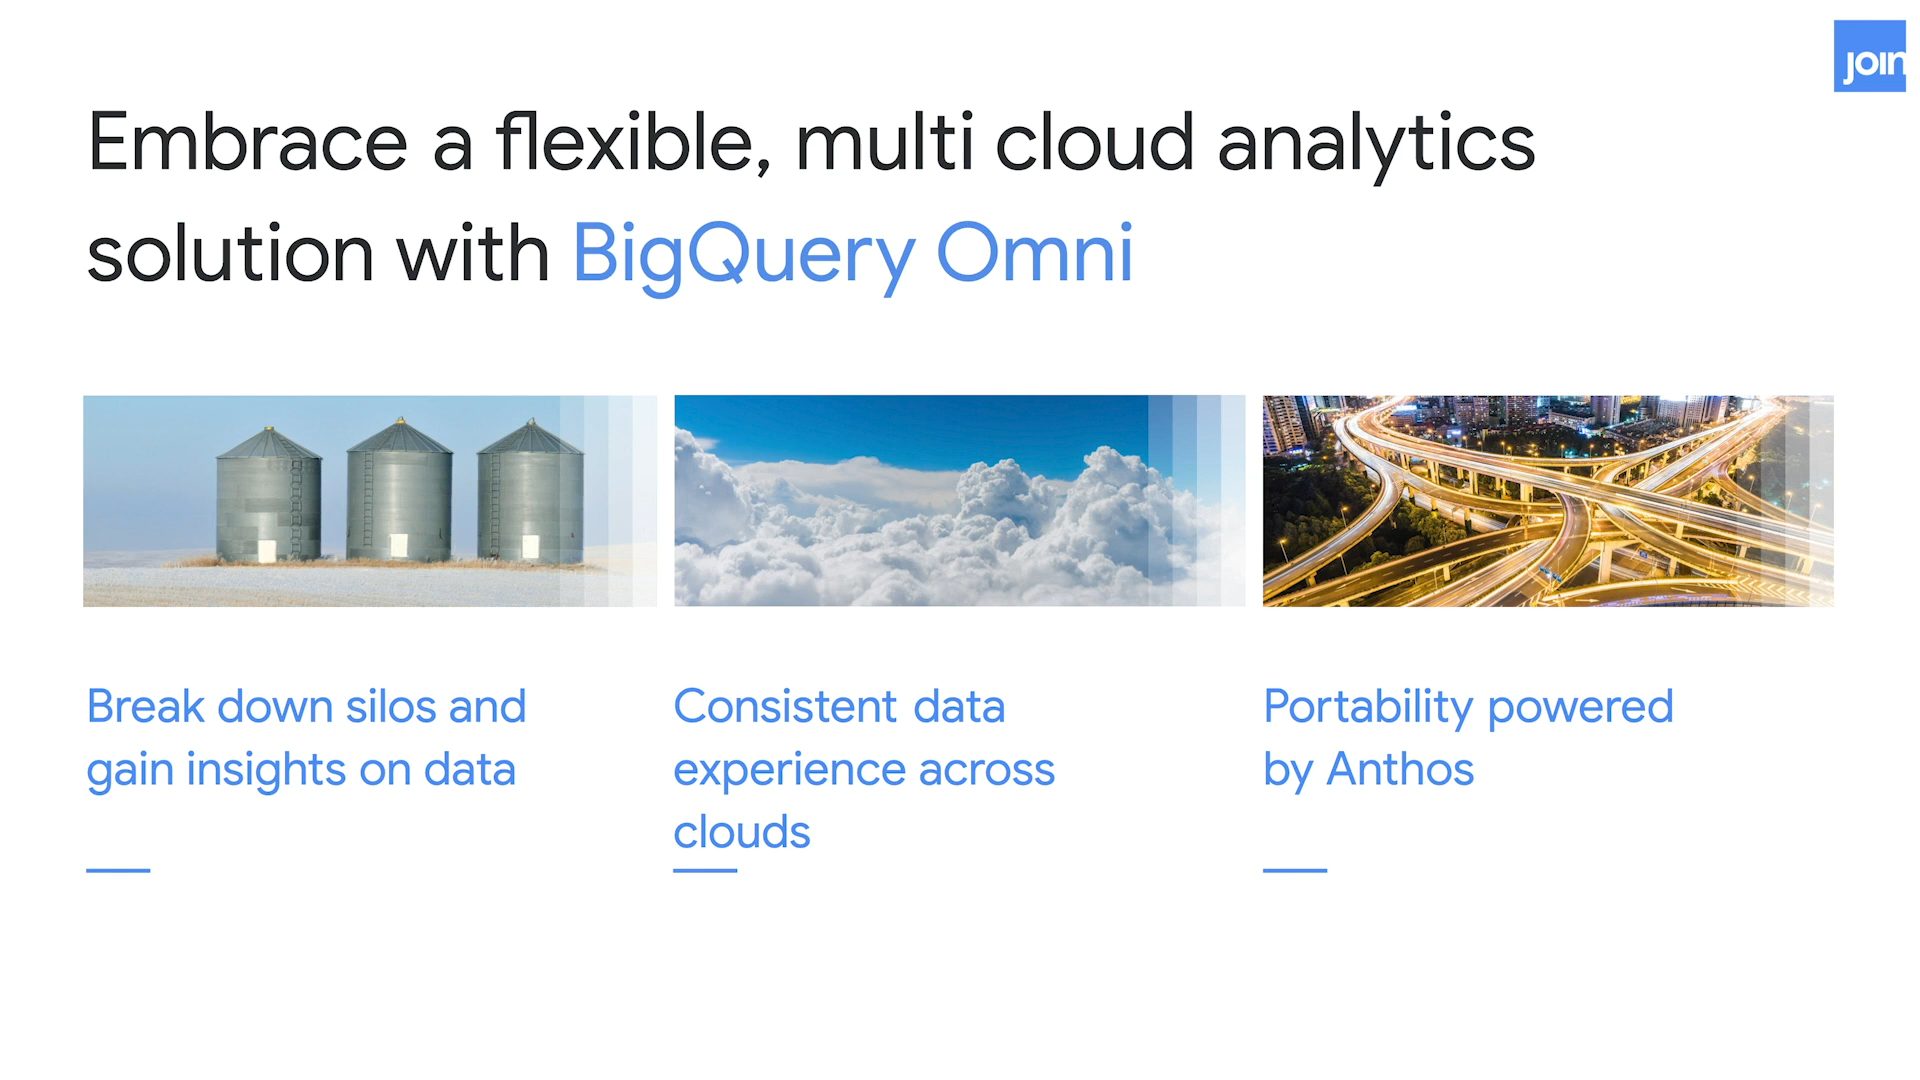 join
Embrace a flexible, multi cloud analytics
solution with BigQuery Omni
Break down silos and
gain insights on data
Consistent data
experience across
clouds
Portability powered
by Anthos